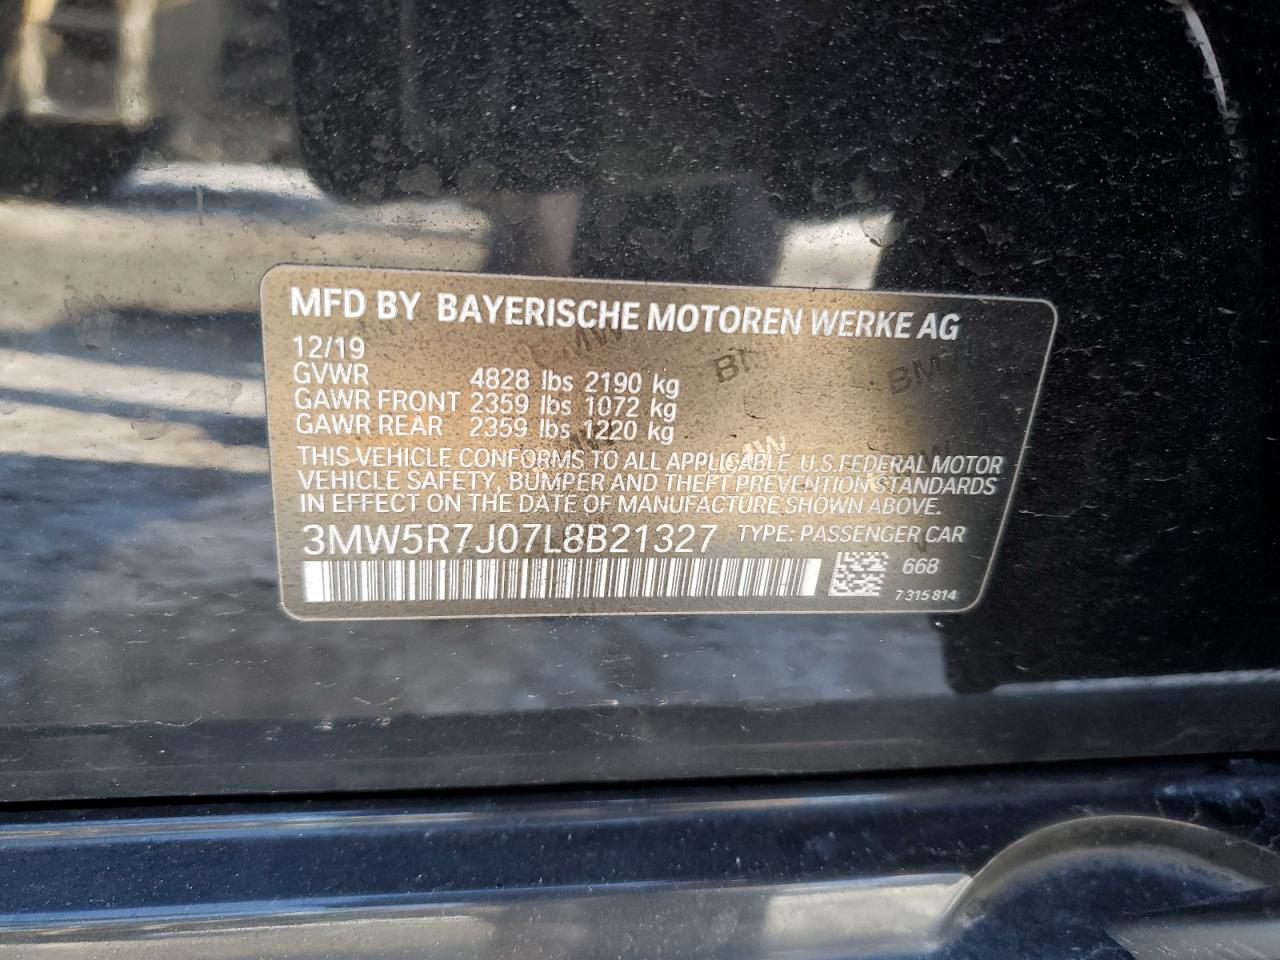 MFD BY BAYERISCHE MOTOREN WERKE AG
12/19
GVWR 4828 lbs 2190 kg
GAWR FRONT 2359 lbs 1072 kg
GAWR REAR 2359 lbs 1220 kg
THIS VEHICLE CONFORMS TO ALL APPLICABLE U.S.FEDERAL MOTOR
VEHICLE SAFETY, BUMPER AND THEFT PREVENTION STANDARDS
IN EFFECT ON THE DATE OF MANUFACTURE SHOWN ABOVE.
3MW5R7J07L8B21327 TYPE: PASSENGER CAR
668
7 315 814